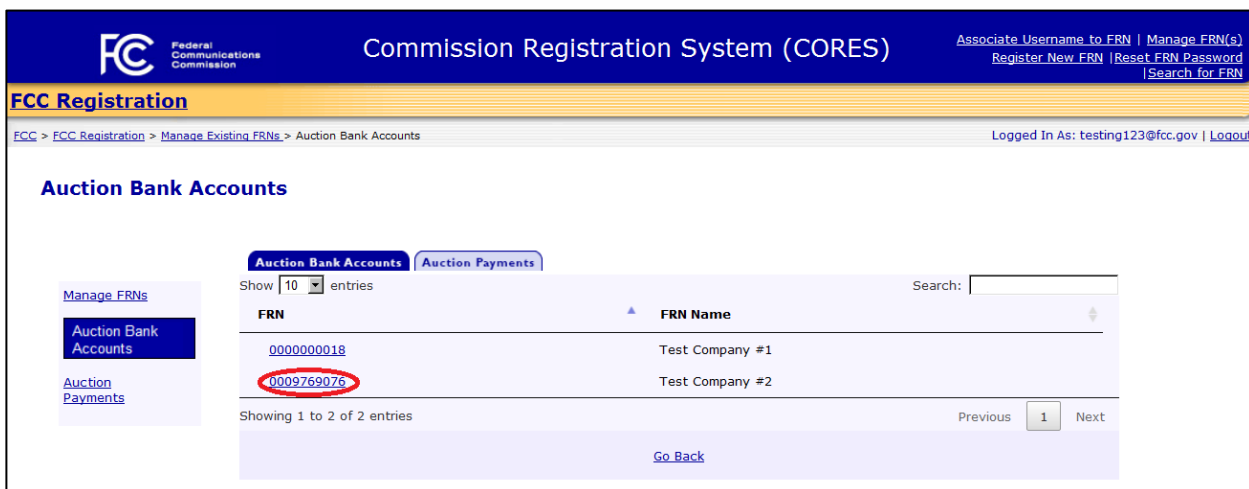 FC Federal Communications Commission
Commission Registration System (CORES)
Associate Username to FRN | Manage FRN(s)
Register New FRN |Reset FRN Password
|Search for FRN
FCC Registration
FCC > FCC Registration > Manage Existing FRNs > Auction Bank Accounts
Logged In As: testing123@fcc.gov | Logout
Auction Bank Accounts
Auction Bank Accounts Auction Payments
Show 10 entries Search:
Manage FRNs
Auction Bank
Accounts
Auction
Payments
FRN FRN Name
0000000018 Test Company #1
0009769076 Test Company #2
Showing 1 to 2 of 2 entries Previous 1 Next
Go Back